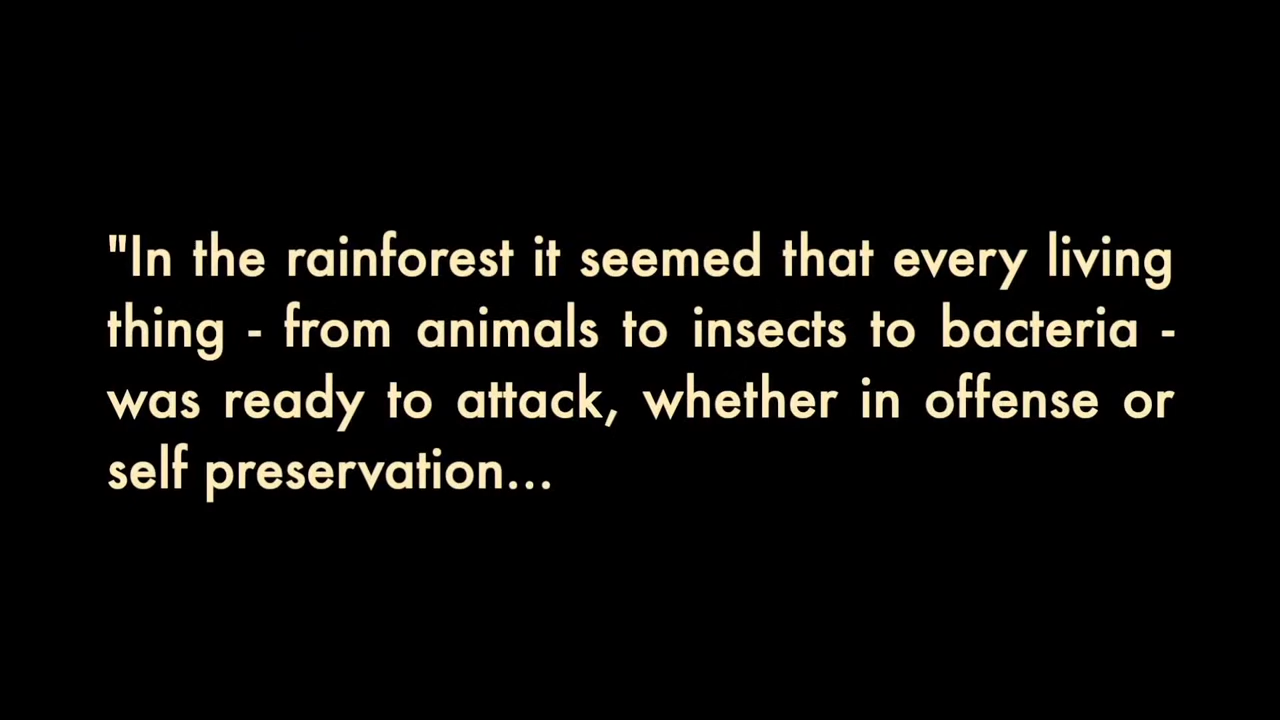 "In the rainforest it seemed that every living
thing - from animals to insects to bacteria -
was ready to attack, whether in offense or
self preservation...